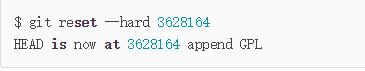 $ git reset —hard 3628164
HEAD is now at 3628164 append GPL